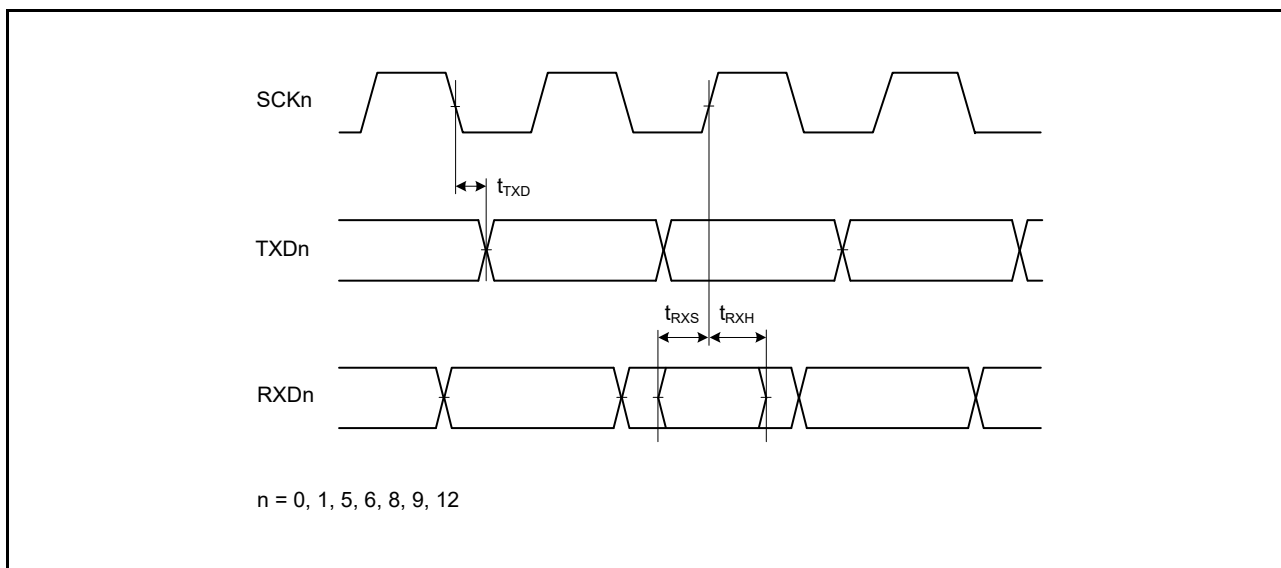 SCKn
tTXD
TXDn
tRXS tRXH
RXDn
n = 0, 1, 5, 6, 8, 9, 12